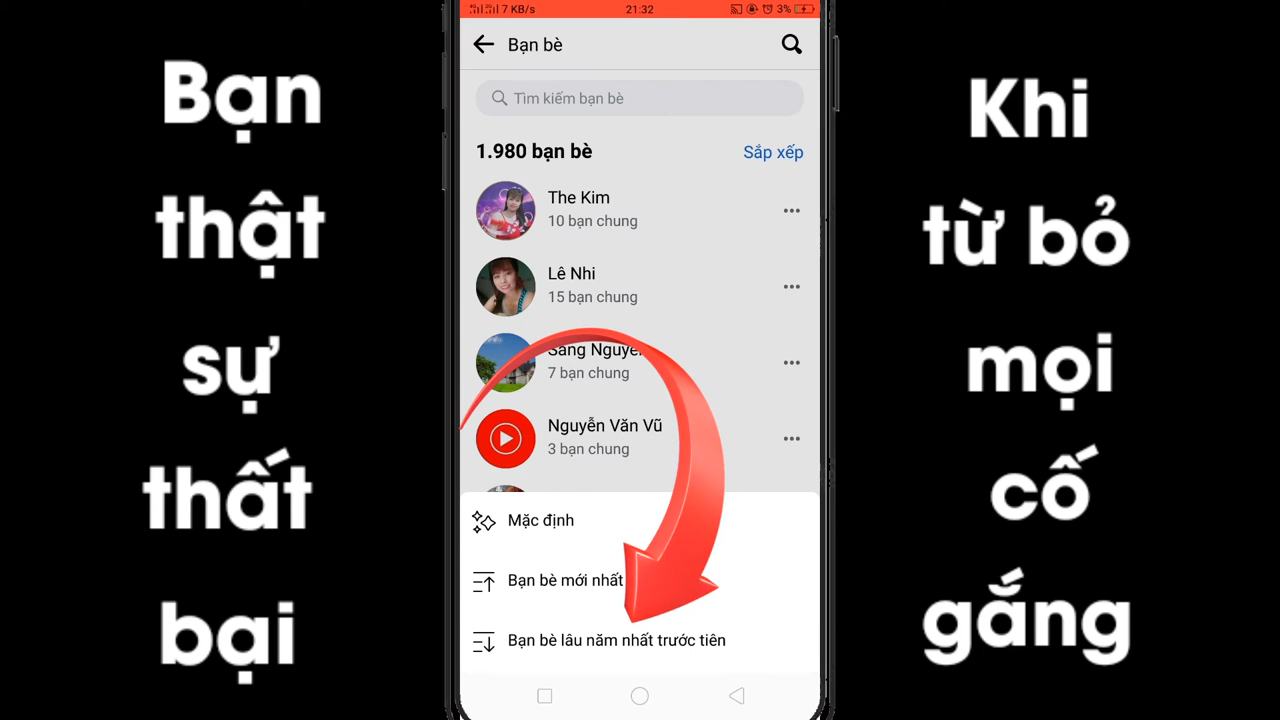 Bạn
thật
sự
thất
bại
7 KB/s 21:32 3%
Bạn bè
Tìm kiếm bạn bè
1.980 bạn bè Sắp xếp
The Kim
10 bạn chung
Lê Nhi
15 bạn chung
7 bạn chung
Nguyễn Văn Vũ
3 bạn chung
Mặc định
Bạn bè mới nhất
Bạn bè lâu năm nhất trước tiên
Khi
từ bỏ
mọi
cố
gắng